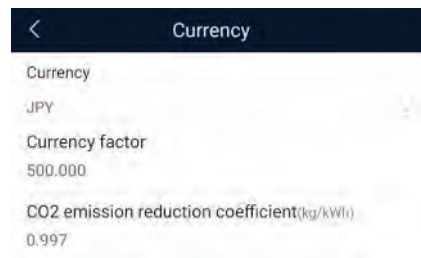 Currency
Currency
JPY
Currency factor
500.000
CO2 emission reduction coefficient(kg/kWh)
0.997